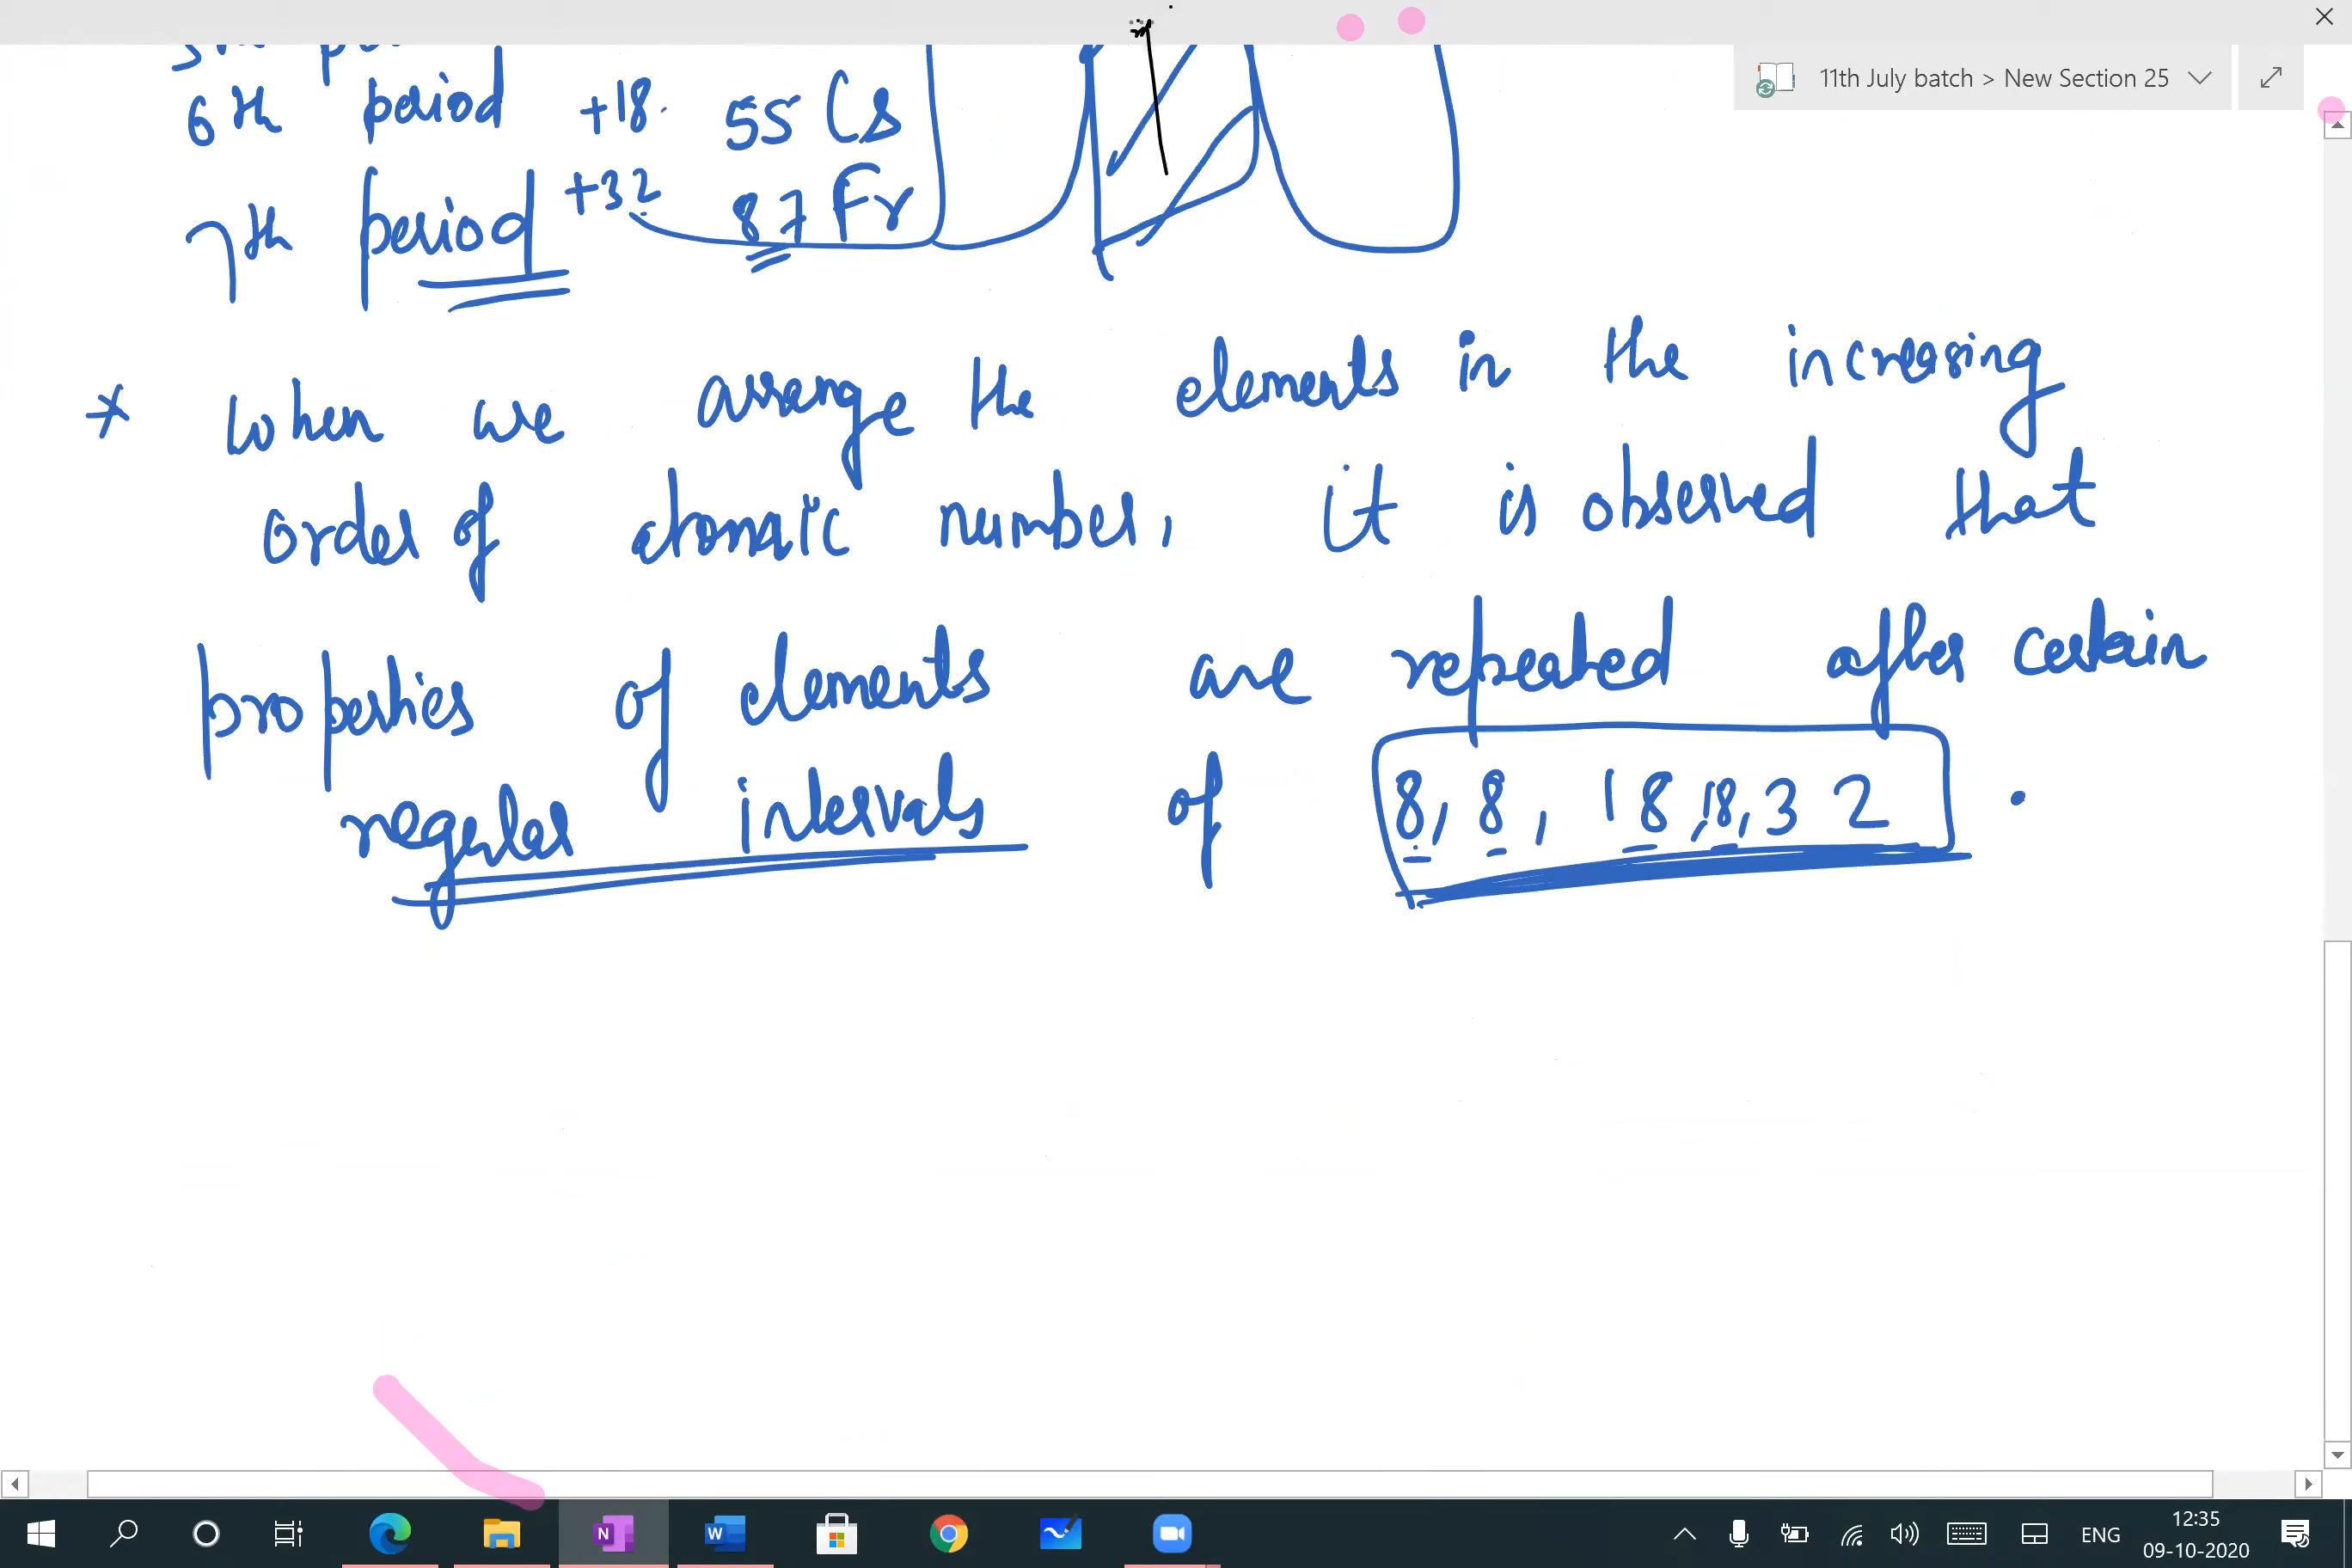 11th July batch > New Section 25
6th period +18. 55 Cs
7th period +32 87 Fr
* When we arrange the elements in the increasing
order of atomic number, it is observed that
properties of elements are repeated after certain
regular intervals of 8, 8, 18, 18, 32.
ENG
12:35
09-10-2020